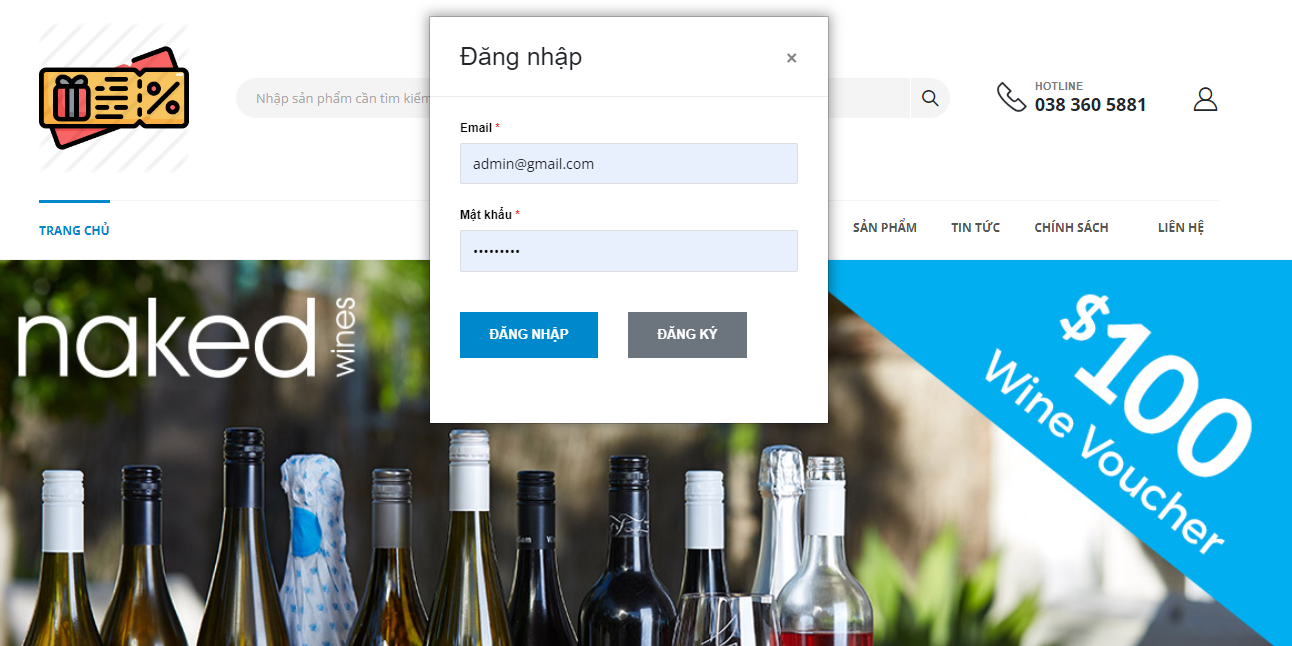 Đăng nhập
×
Nhập sản phẩm cần tìm kiếm
HOTLINE
038 360 5881
%
Email *
admin@gmail.com
Mật khẩu *
•••••••••
TRANG CHỦ
SẢN PHẨM
TIN TỨC
CHÍNH SÁCH
LIÊN HỆ
ĐĂNG NHẬP
ĐĂNG KÝ
naked
wines
$100
Wine Voucher